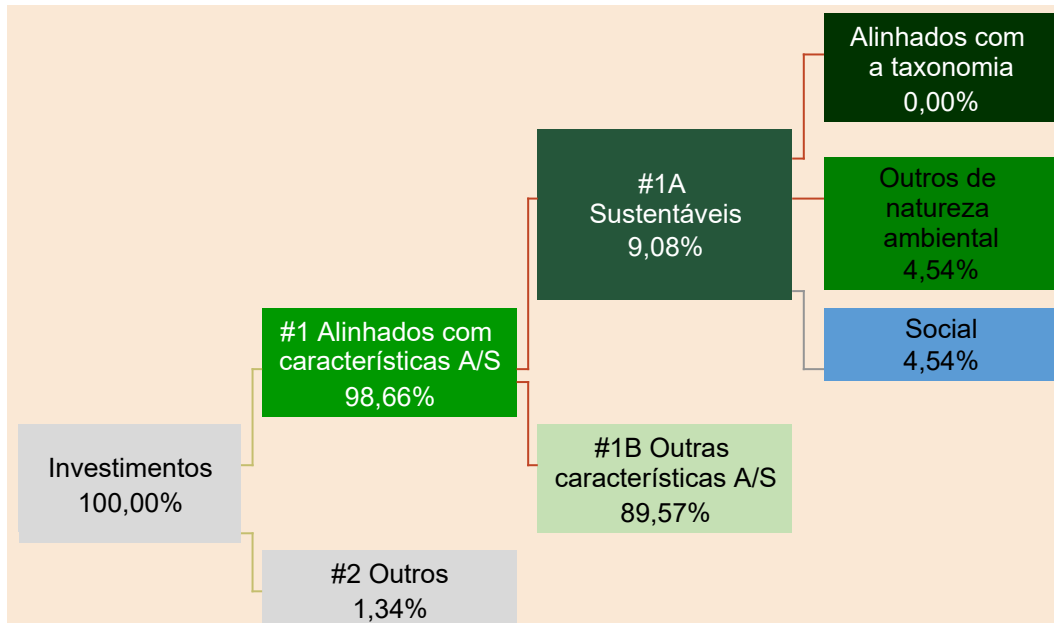 Investimentos
100,00%
#1 Alinhados com
características A/S
98,66%
#2 Outros
1,34%
#1A
Sustentáveis
9,08%
#1B Outras
características A/S
89,57%
Alinhados com
a taxonomia
0,00%
Outros de
natureza
ambiental
4,54%
Social
4,54%